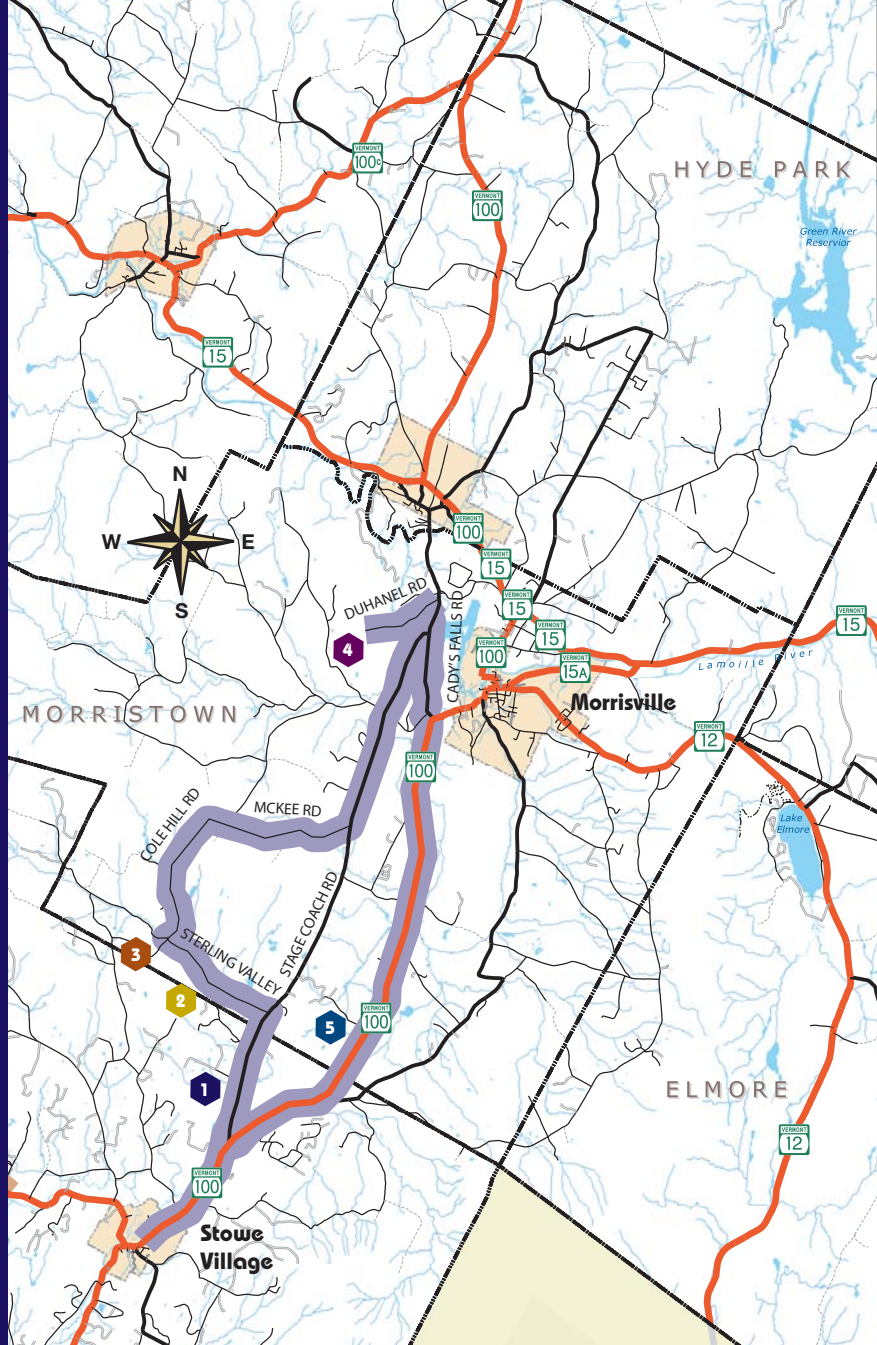 HYDE PARK
VERMONT
100C
VERMONT
100
Green River
Reservior
VERMONT
15
N
W
E
S
VERMONT
100
VERMONT
15
DUHANEL RD
CADY'S FALLS RD
VERMONT
15
VERMONT
15
VERMONT
15
4
VERMONT
100
VERMONT
15A
Lamoille River
MORRISTOWN
Morrisville
VERMONT
12
VERMONT
100
COLE HILL RD
MCKEE RD
Lake
Elmore
STAGE COACH RD
STERLING VALLEY
3
2
5
VERMONT
100
1
ELMORE
VERMONT
12
VERMONT
100
Stowe
Village